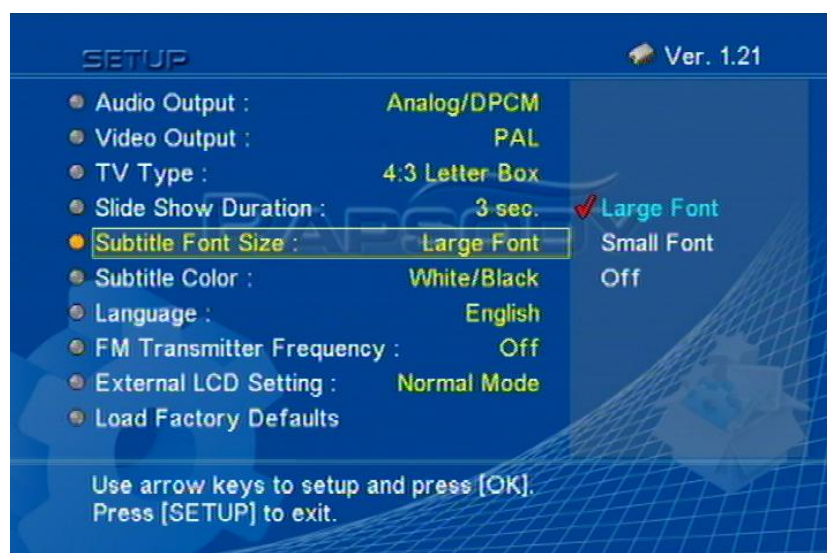 SETUP
Ver. 1.21
Audio Output : Analog/DPCM
Video Output : PAL
TV Type : 4:3 Letter Box
Slide Show Duration : 3 sec.
Subtitle Font Size : Large Font
Subtitle Color : White/Black
Language : English
FM Transmitter Frequency : Off
External LCD Setting : Normal Mode
Load Factory Defaults
Large Font
Small Font
Off
Use arrow keys to setup and press [OK].
Press [SETUP] to exit.